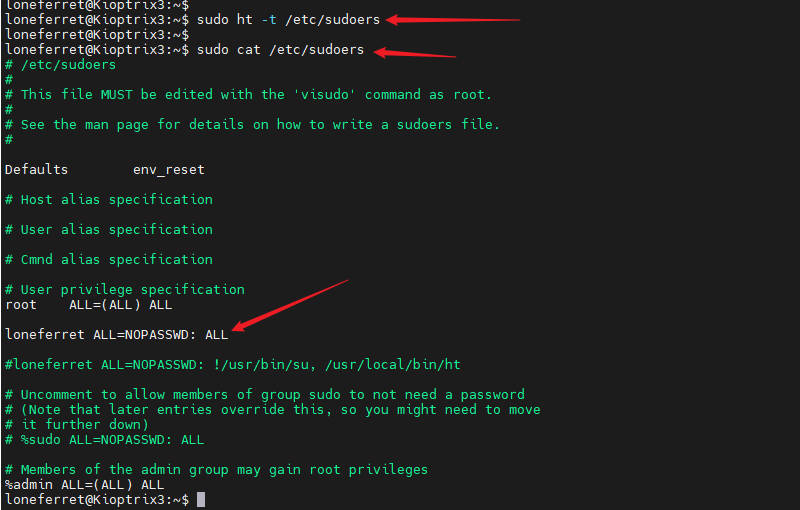 loneferret@Kioptrix3:~$
loneferret@Kioptrix3:~$ sudo ht -t /etc/sudoers
loneferret@Kioptrix3:~$
loneferret@Kioptrix3:~$ sudo cat /etc/sudoers
# /etc/sudoers
#
# This file MUST be edited with the 'visudo' command as root.
#
# See the man page for details on how to write a sudoers file.
#
Defaults        env_reset
# Host alias specification
# User alias specification
# Cmnd alias specification
# User privilege specification
root    ALL=(ALL) ALL
loneferret ALL=NOPASSWD: ALL
#loneferret ALL=NOPASSWD: !/usr/bin/su, /usr/local/bin/ht
# Uncomment to allow members of group sudo to not need a password
# (Note that later entries override this, so you might need to move
# it further down)
# %sudo ALL=NOPASSWD: ALL
# Members of the admin group may gain root privileges
%admin ALL=(ALL) ALL
loneferret@Kioptrix3:~$